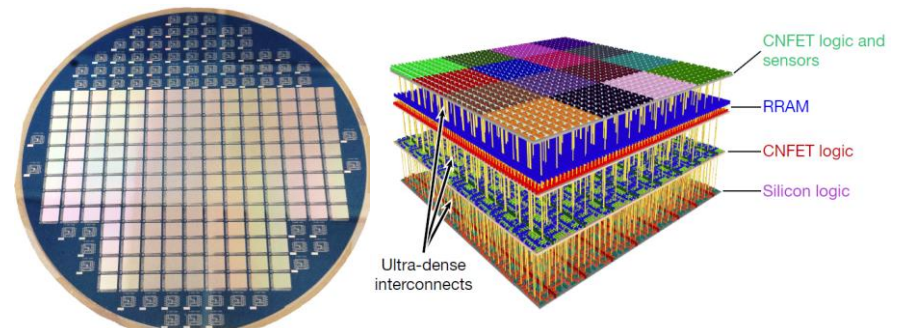 CNFET logic and
sensors
RRAM
CNFET logic
Silicon logic
Ultra-dense
interconnects